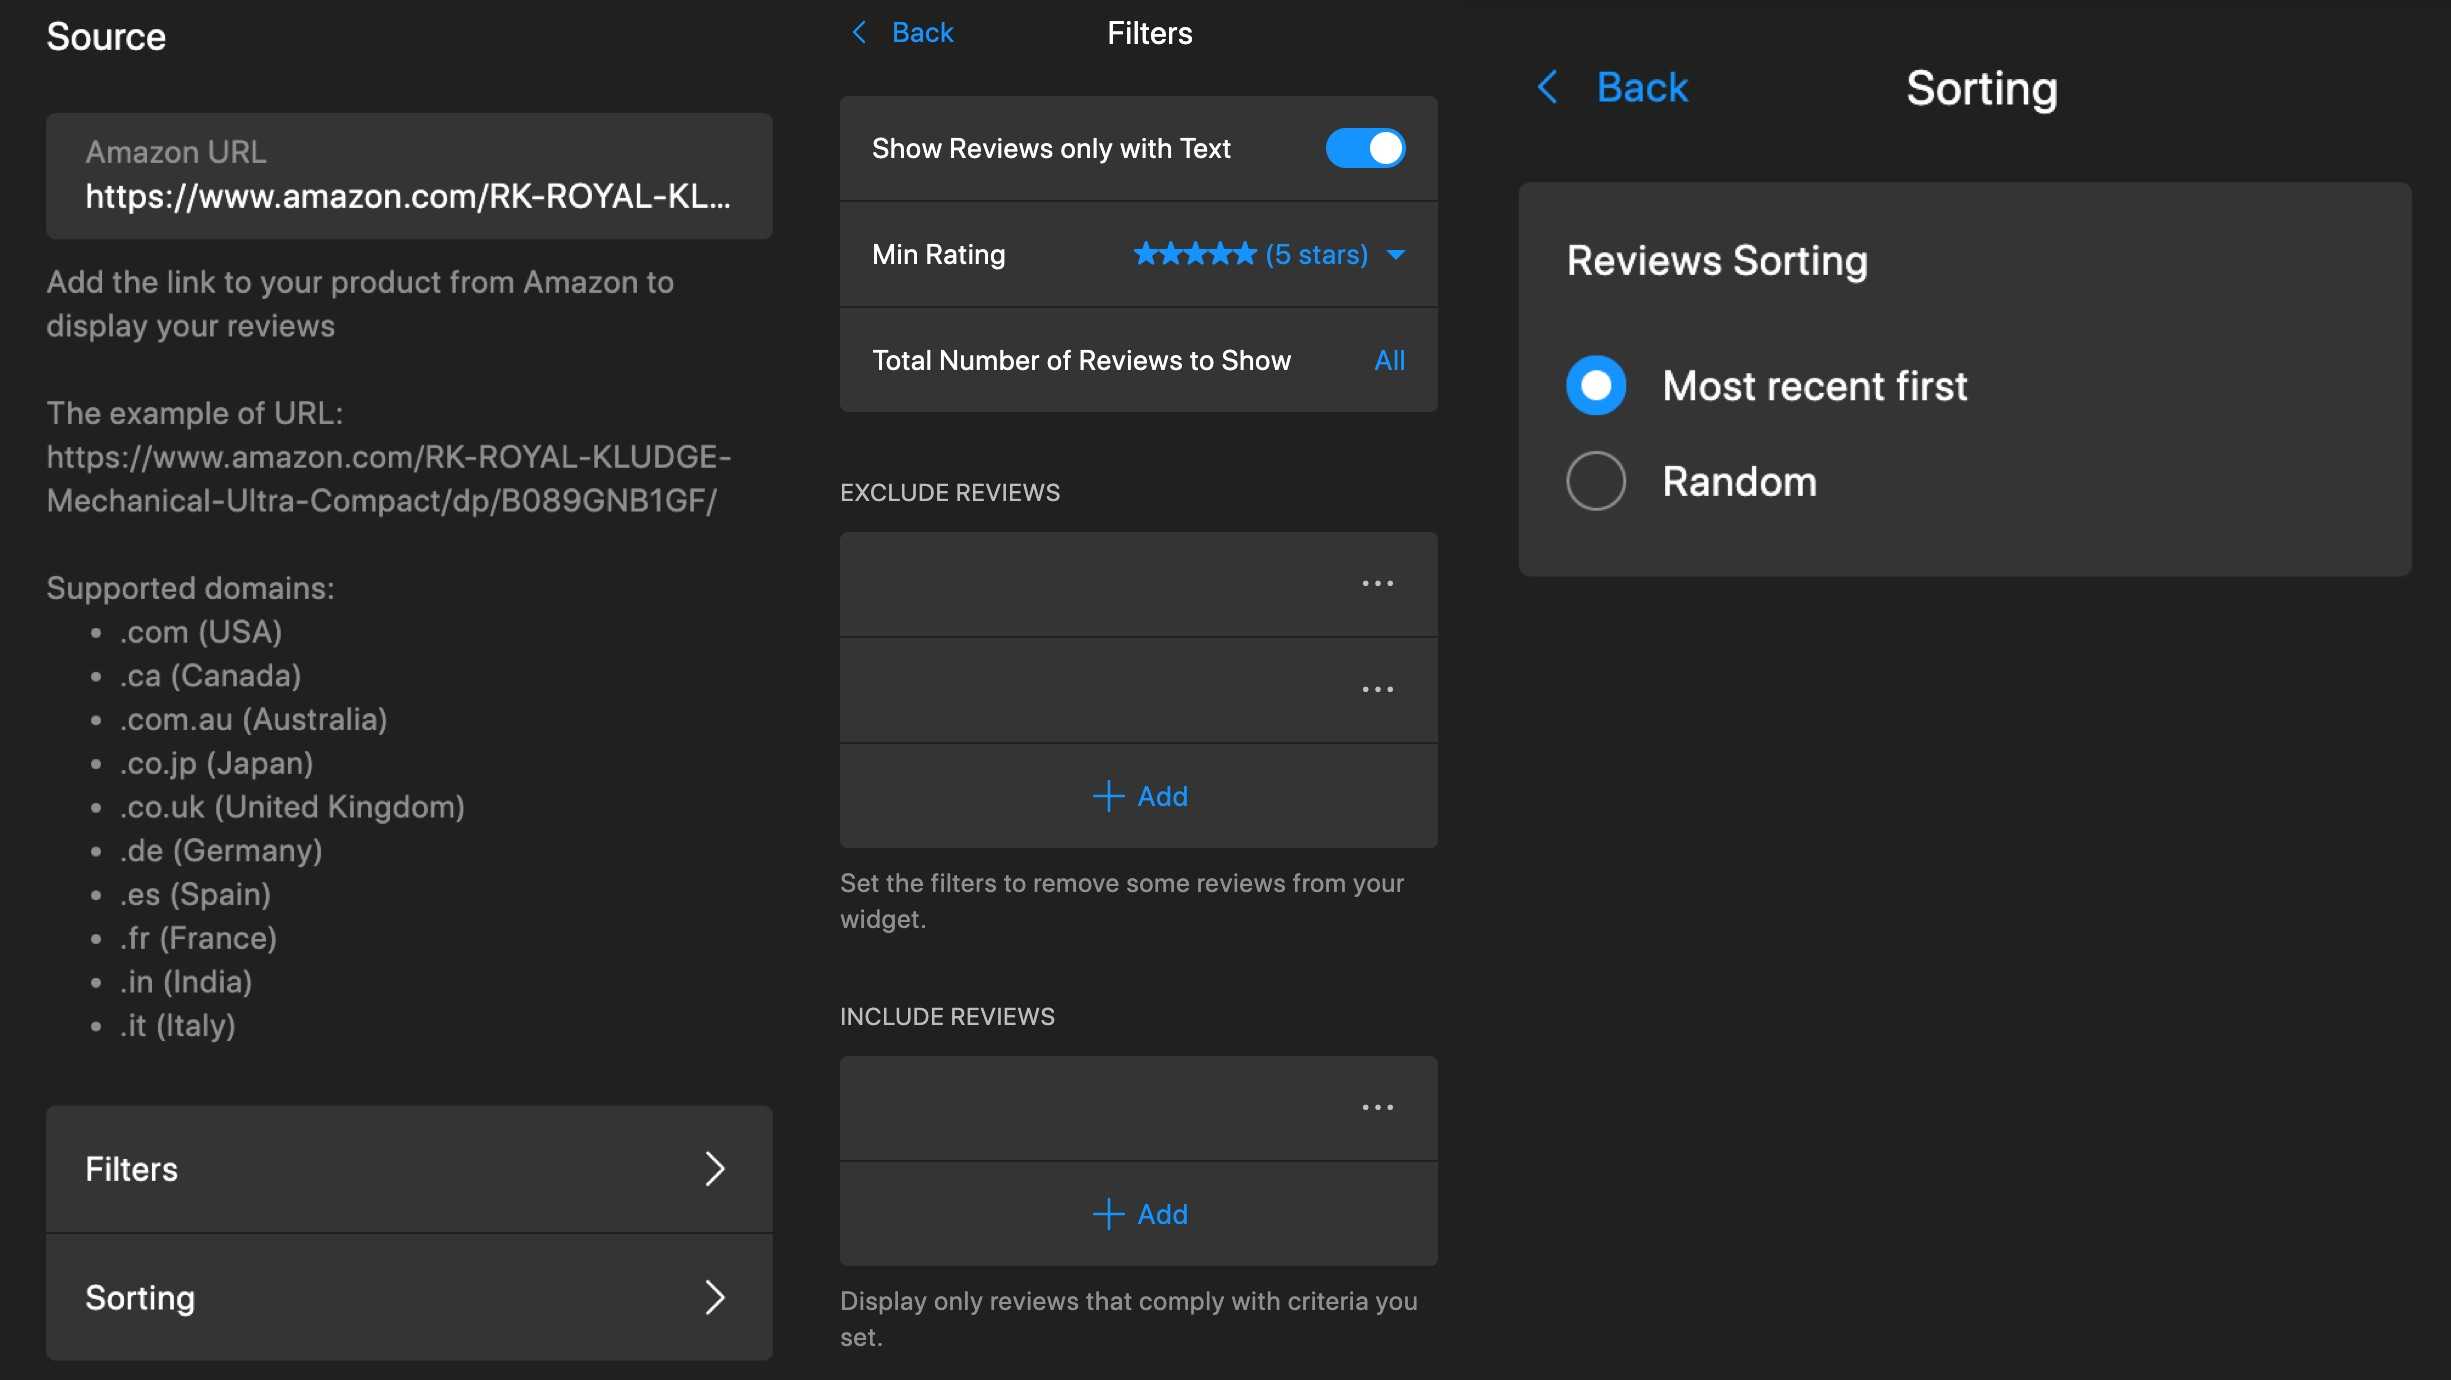 Source
Amazon URL
https://www.amazon.com/RK-ROYAL-KL...
Add the link to your product from Amazon to
display your reviews
The example of URL:
https://www.amazon.com/RK-ROYAL-KLUDGE-
Mechanical-Ultra-Compact/dp/B089GNB1GF/
Supported domains:
• .com (USA)
• .ca (Canada)
• .com.au (Australia)
• .co.jp (Japan)
• .co.uk (United Kingdom)
• .de (Germany)
• .es (Spain)
• .fr (France)
• .in (India)
• .it (Italy)
Filters
Sorting
Back
Filters
Show Reviews only with Text
Min Rating ★★★★★ (5 stars)
Total Number of Reviews to Show All
EXCLUDE REVIEWS
Add
Set the filters to remove some reviews from your
widget.
INCLUDE REVIEWS
Add
Display only reviews that comply with criteria you
set.
Back
Sorting
Reviews Sorting
Most recent first
Random